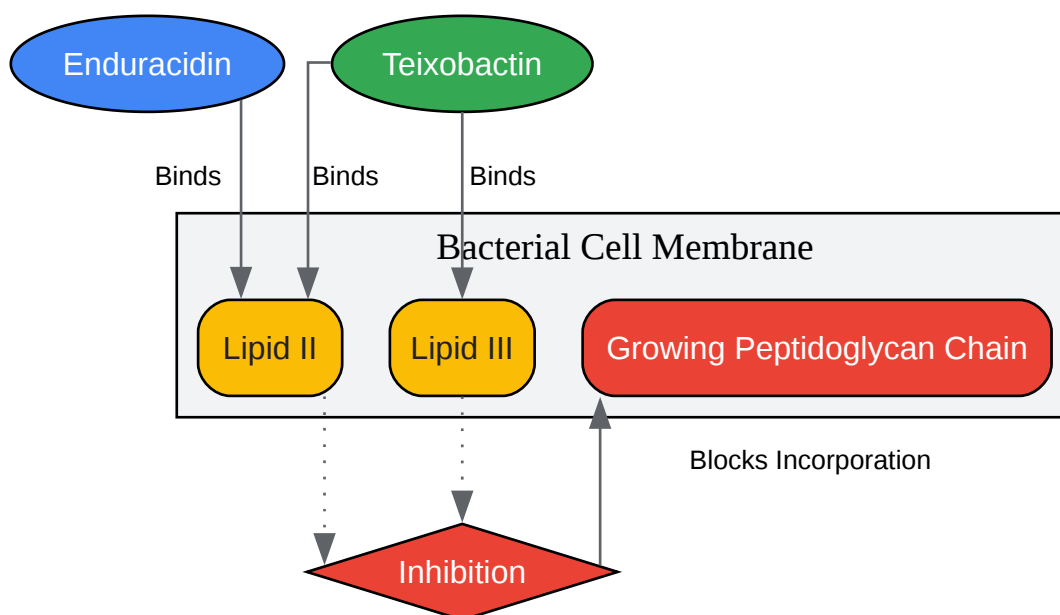 Enduracidin
Teixobactin
Binds
Binds
Binds
Bacterial Cell Membrane
Lipid II
Lipid III
Growing Peptidoglycan Chain
Blocks Incorporation
Inhibition